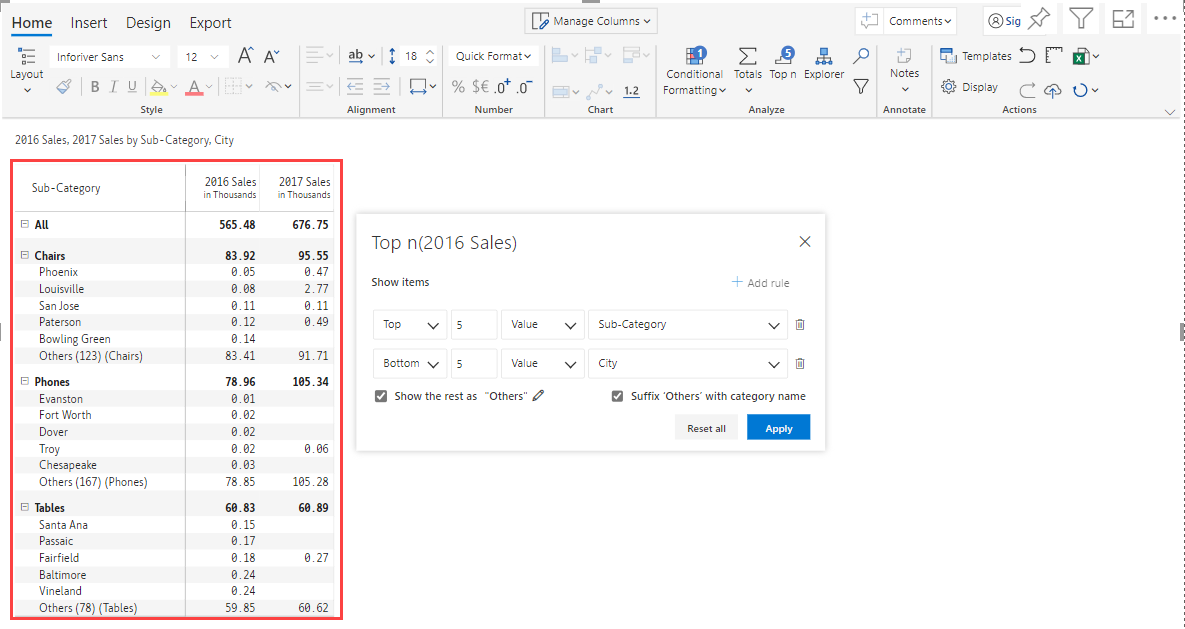 Home Insert Design Export Manage Columns Comments Sig
Inforiver Sans 12 A A ab 18 Quick Format 1 5
Layout B I U A % $€ .0+ .0- 1.2 Conditional Formatting Totals Top n Explorer Notes Templates Display
Style Alignment Number Chart Analyze Annotate Actions
2016 Sales, 2017 Sales by Sub-Category, City
Sub-Category 2016 Sales in Thousands 2017 Sales in Thousands
All 565.48 676.75
Chairs 83.92 95.55
Phoenix 0.05 0.47
Louisville 0.08 2.77
San Jose 0.11 0.11
Paterson 0.12 0.49
Bowling Green 0.14
Others (123) (Chairs) 83.41 91.71
Phones 78.96 105.34
Evanston 0.01
Fort Worth 0.02
Dover 0.02
Troy 0.02 0.06
Chesapeake 0.03
Others (167) (Phones) 78.85 105.28
Tables 60.83 60.89
Santa Ana 0.15
Passaic 0.17
Fairfield 0.18 0.27
Baltimore 0.24
Vineland 0.24
Others (78) (Tables) 59.85 60.62
Top n(2016 Sales)
Show items Add rule
Top 5 Value Sub-Category
Bottom 5 Value City
Show the rest as "Others" Suffix 'Others' with category name
Reset all Apply